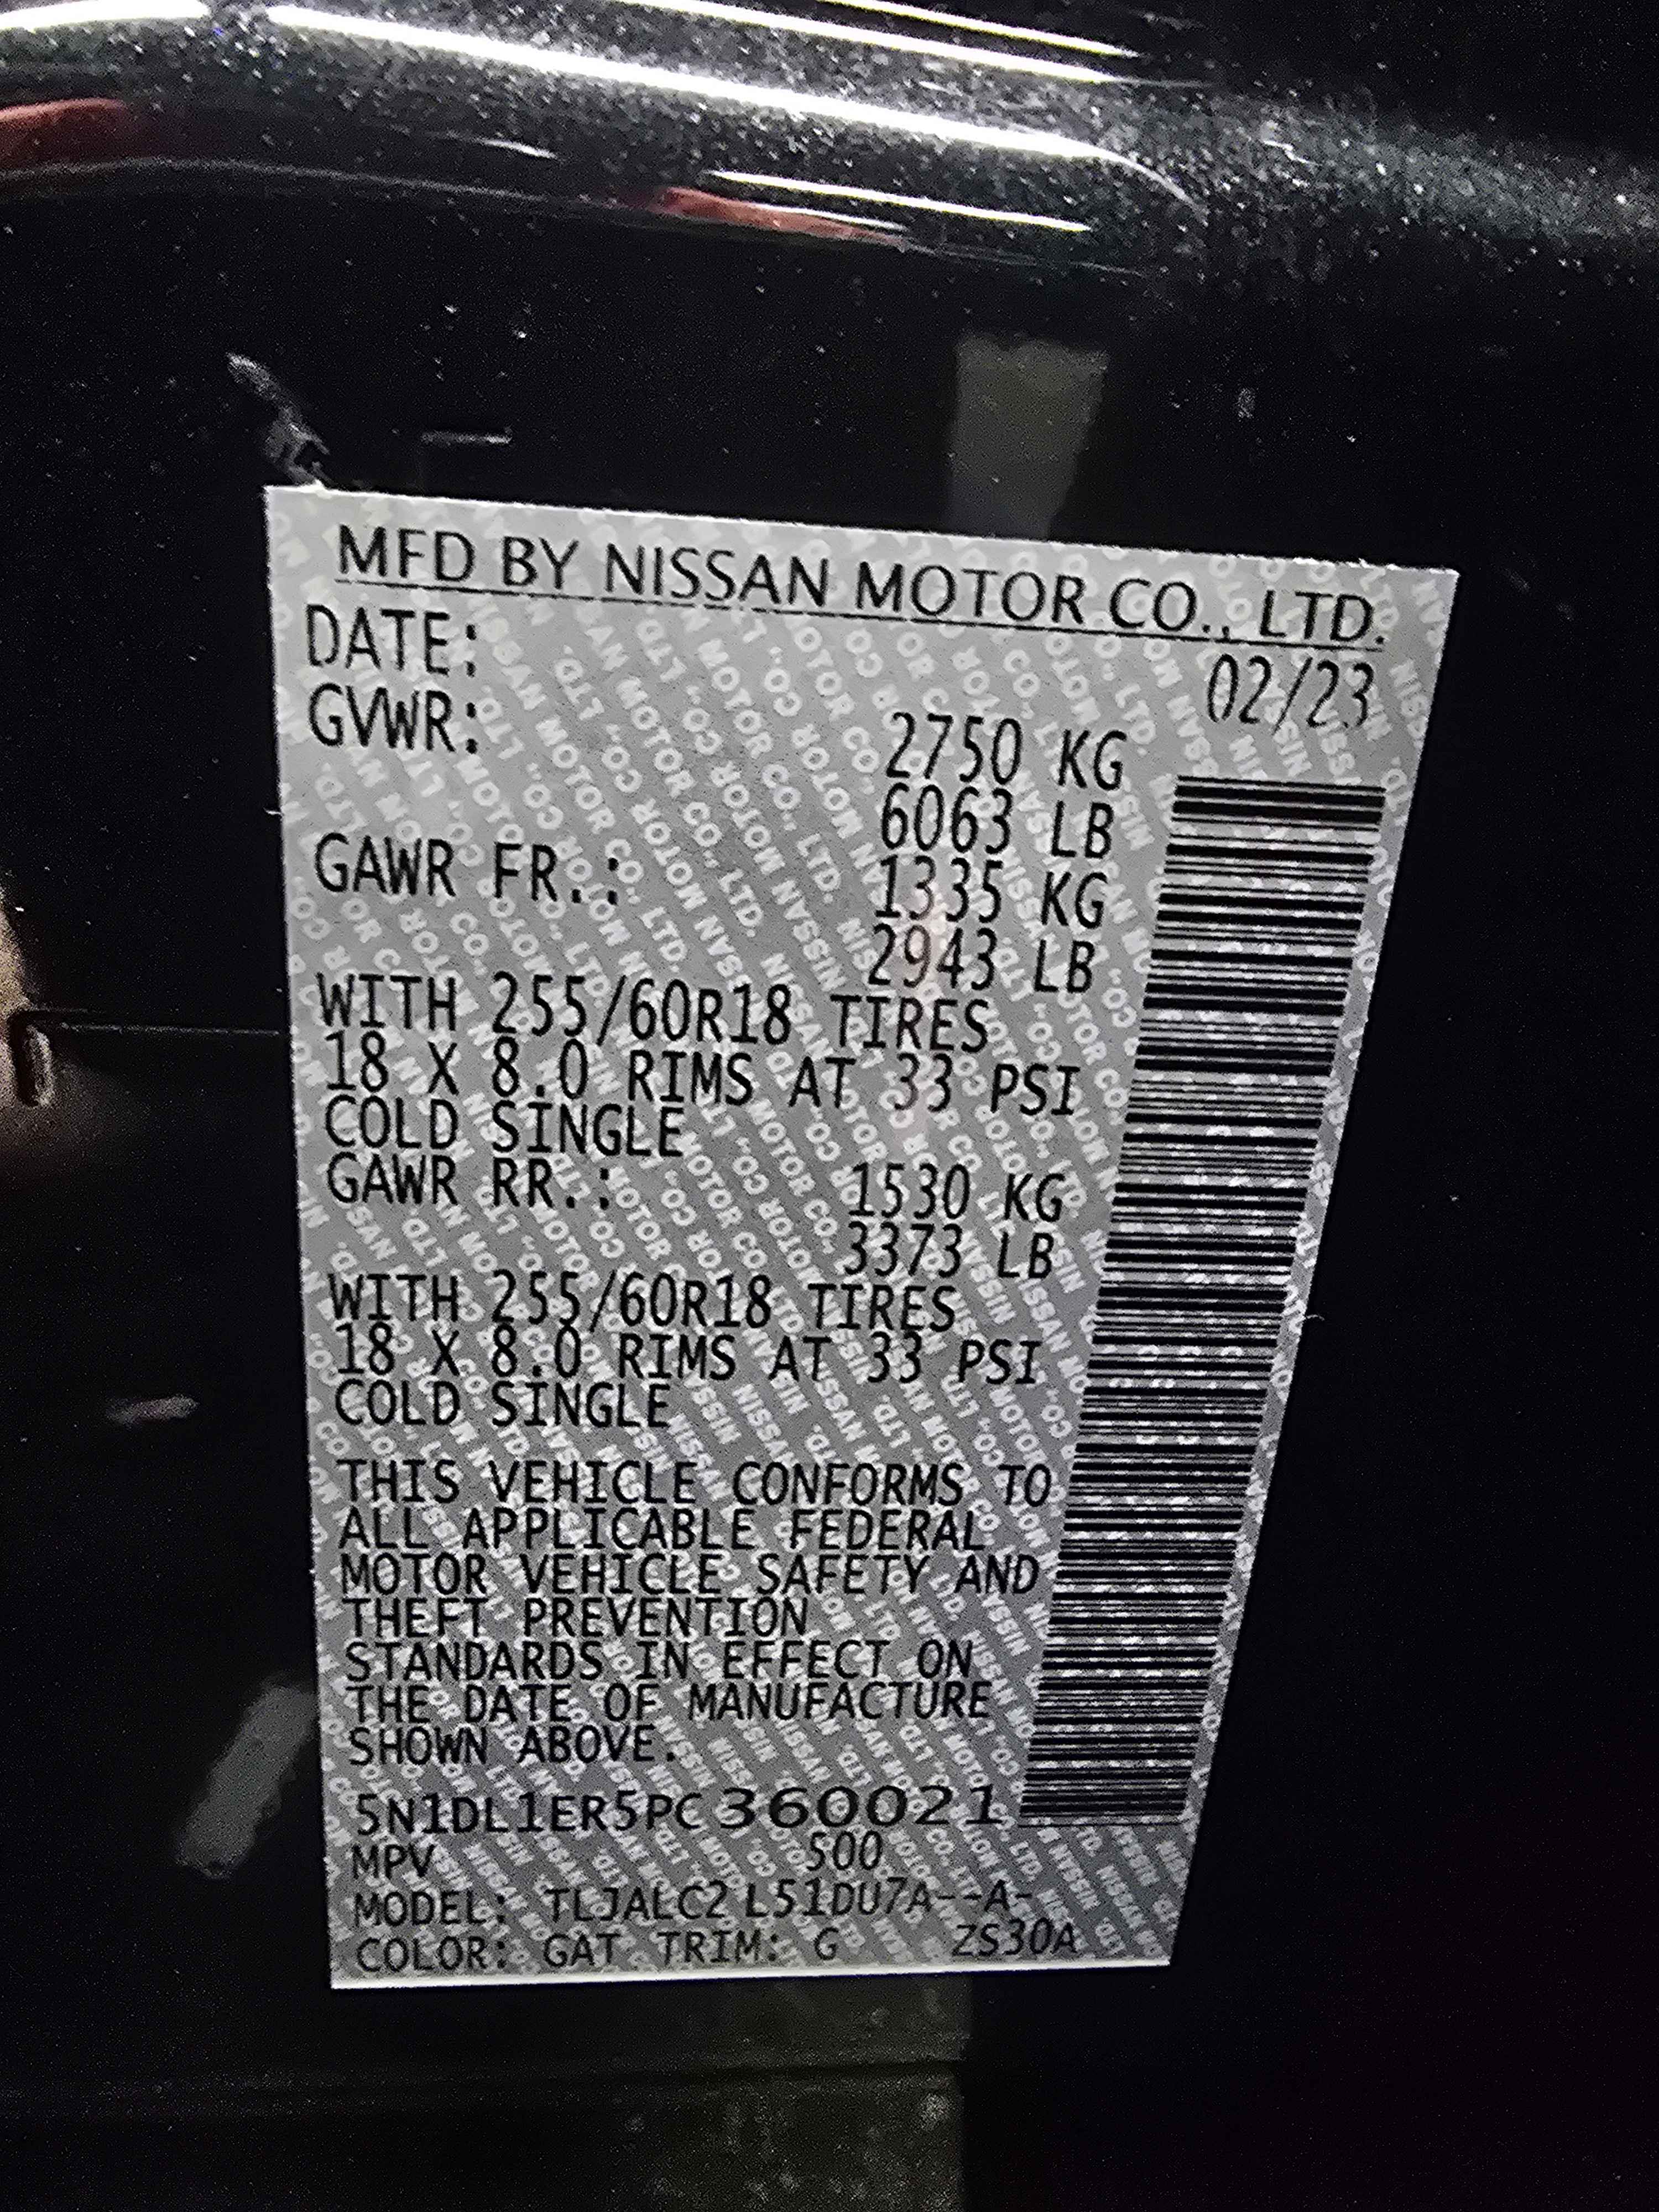 MFD BY NISSAN MOTOR CO., LTD.
DATE: 02/23
GVWR: 2750 KG
6063 LB
GAWR FR.: 1335 KG
2943 LB
WITH 255/60R18 TIRES
18 X 8.0 RIMS AT 33 PSI
COLD SINGLE
GAWR RR.: 1530 KG
3373 LB
WITH 255/60R18 TIRES
18 X 8.0 RIMS AT 33 PSI
COLD SINGLE
THIS VEHICLE CONFORMS TO
ALL APPLICABLE FEDERAL
MOTOR VEHICLE SAFETY AND
THEFT PREVENTION
STANDARDS IN EFFECT ON
THE DATE OF MANUFACTURE
SHOWN ABOVE.
5N1DL1ER5PC360021
MPV 500
MODEL: TLJALC2 L51DU7A--A-
COLOR: GAT TRIM: G ZS30A